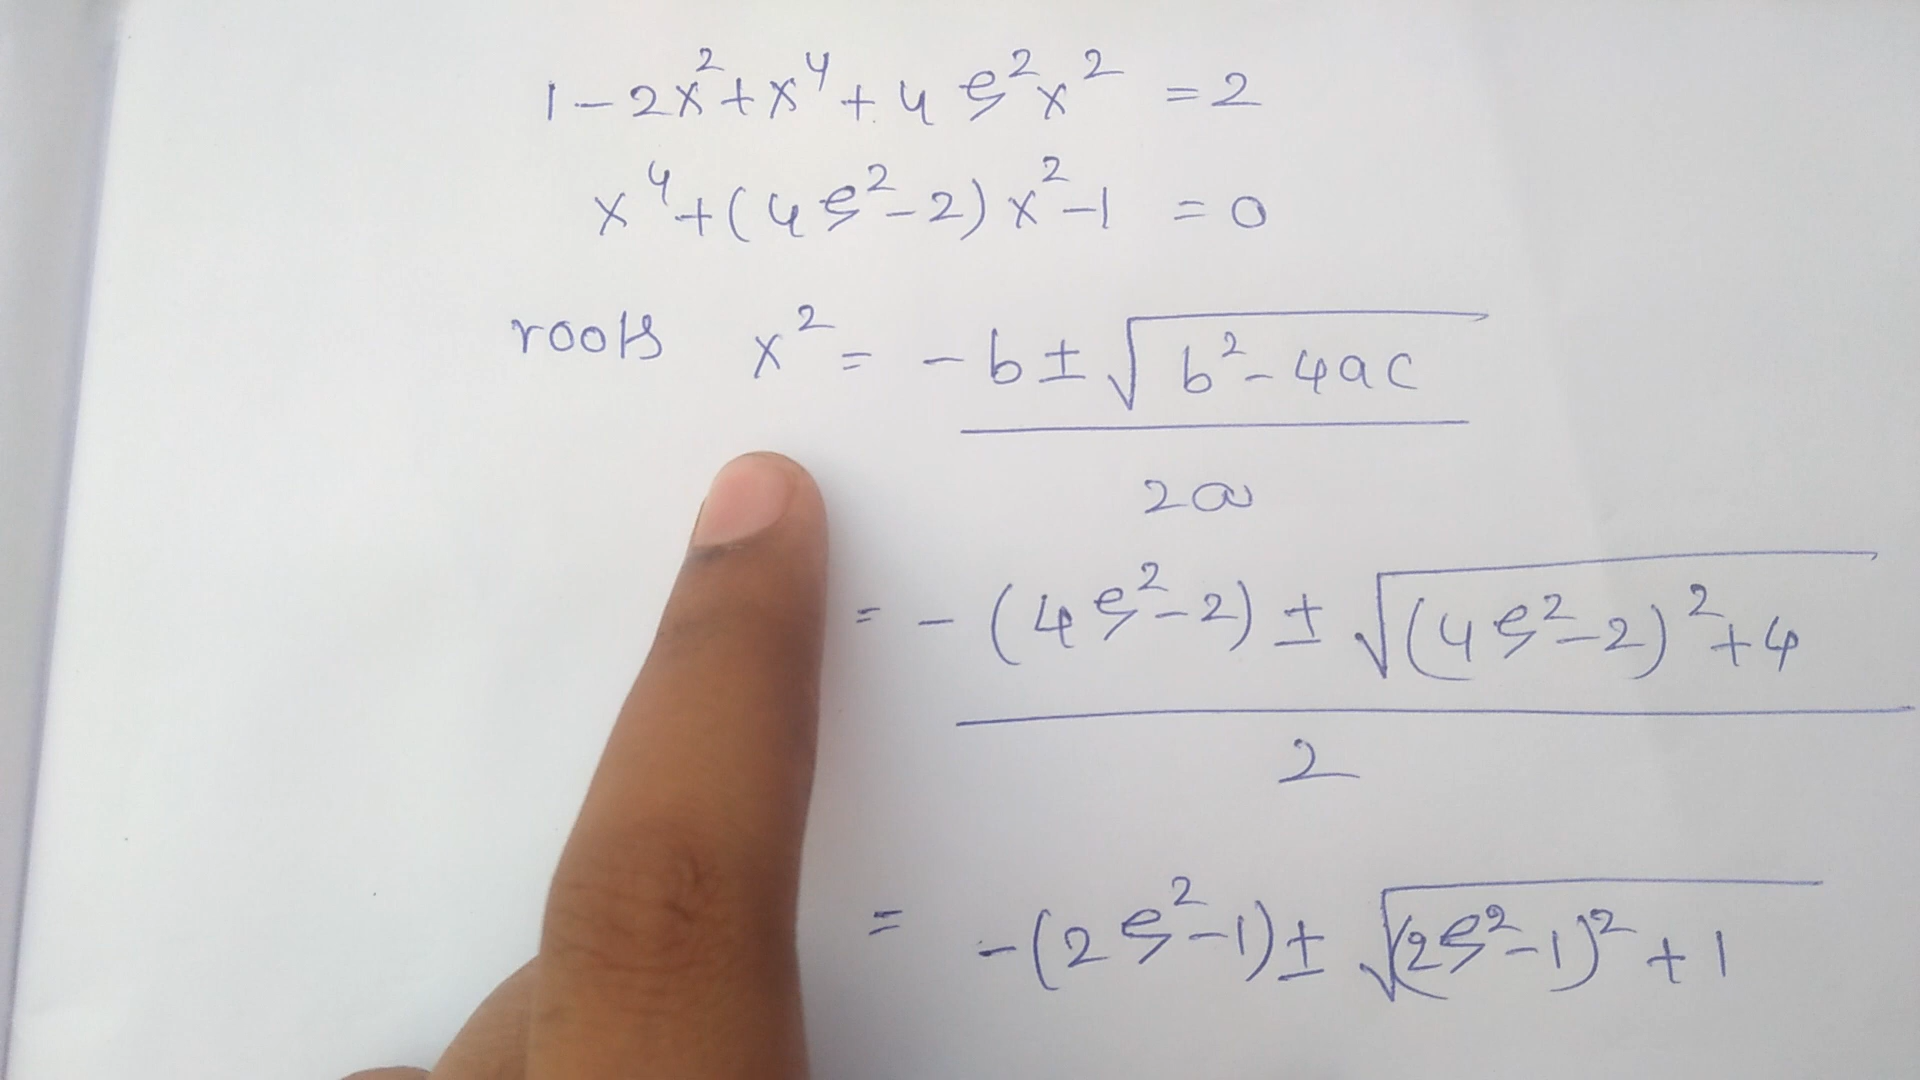 1 - 2x² + x⁴ + 4ξ²x² = 2
x⁴ + (4ξ² - 2) x² - 1 = 0
roots x² = -b ± √(b² - 4ac)
2a
= - (4ξ² - 2) ± √((4ξ² - 2)² + 4)
2
= -(2ξ² - 1) ± √((2ξ² - 1)² + 1)